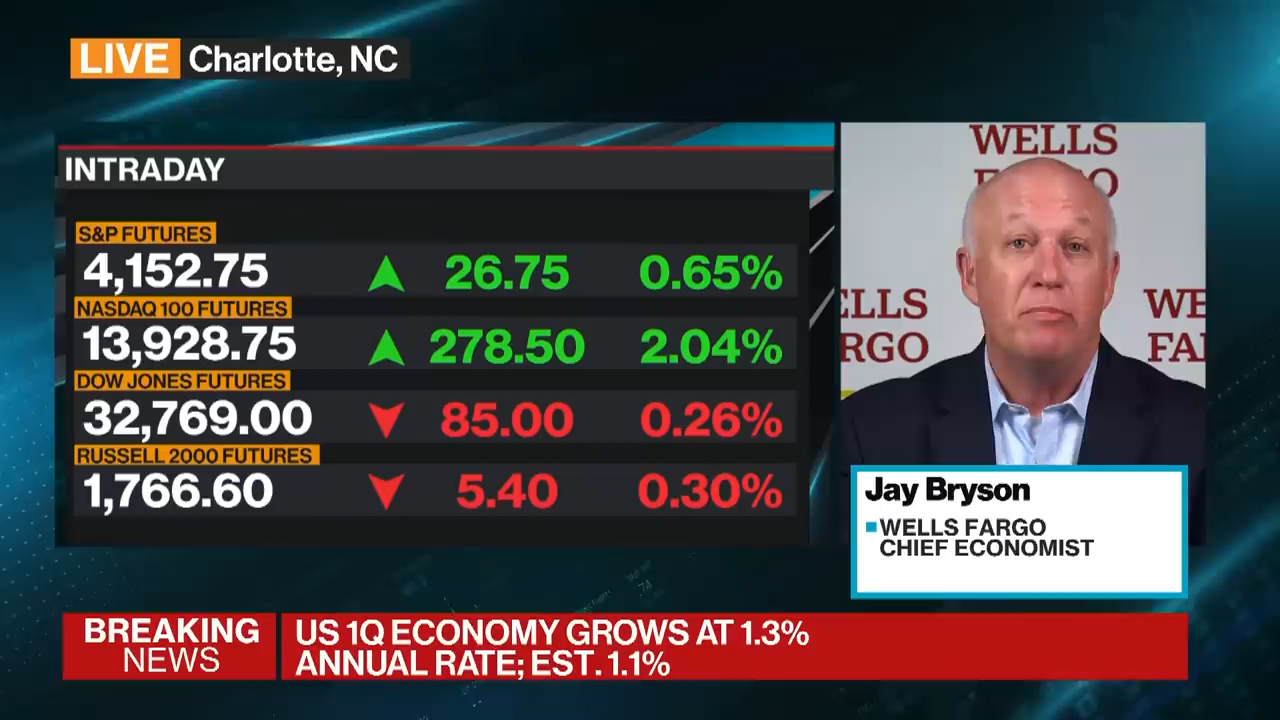 LIVE Charlotte, NC
INTRADAY
S&P FUTURES
4,152.75 26.75 0.65%
NASDAQ 100 FUTURES
13,928.75 278.50 2.04%
DOW JONES FUTURES
32,769.00 85.00 0.26%
RUSSELL 2000 FUTURES
1,766.60 5.40 0.30%
WELLS
ELLS
RGO
WE
FA
Jay Bryson
WELLS FARGO
CHIEF ECONOMIST
BREAKING
NEWS
US 1Q ECONOMY GROWS AT 1.3%
ANNUAL RATE; EST. 1.1%